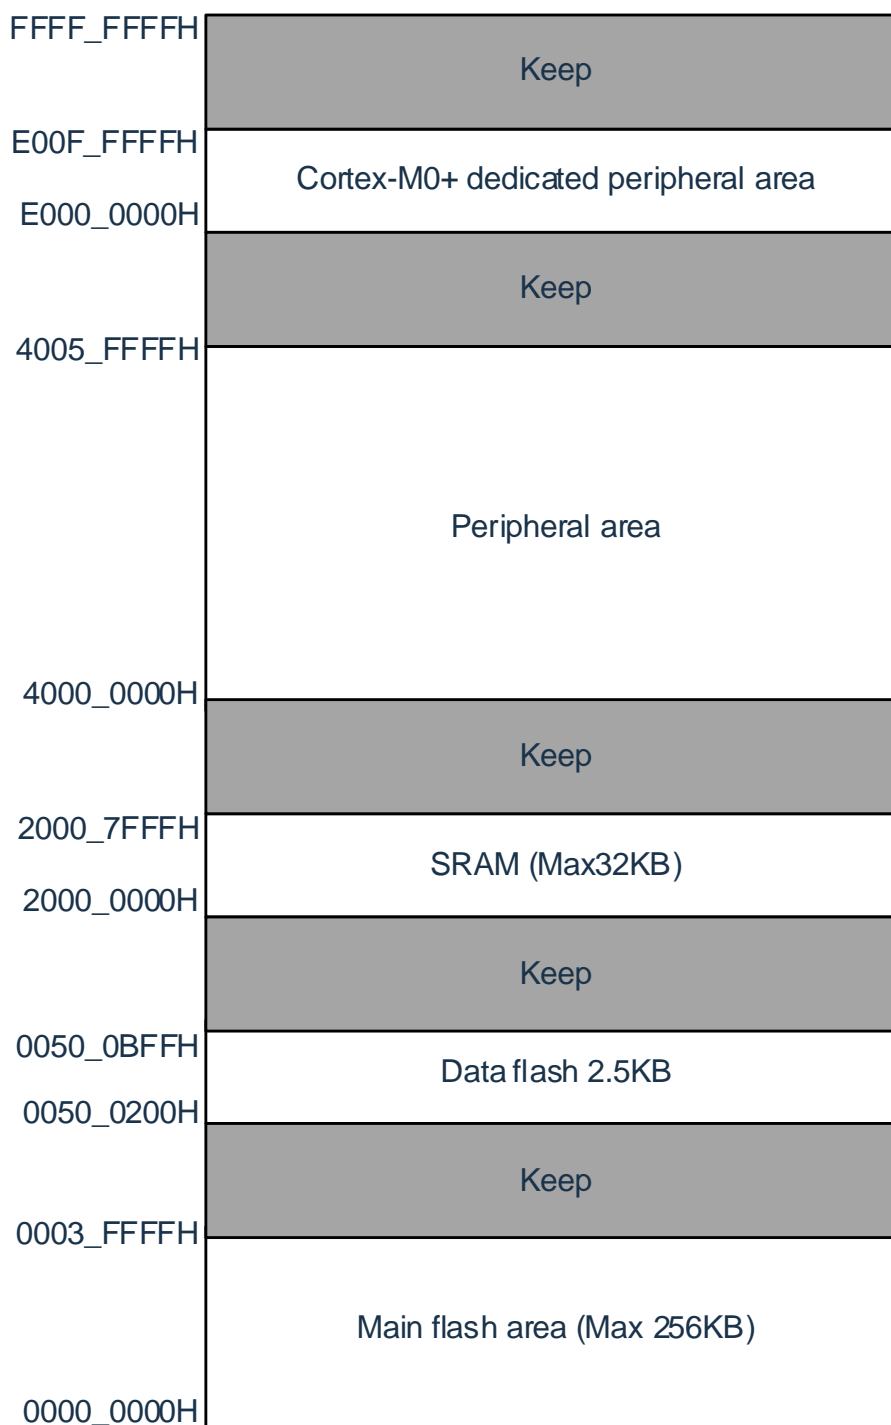 FFFF_FFFFH
Keep
E00F_FFFFH
Cortex-M0+ dedicated peripheral area
E000_0000H
Keep
4005_FFFFH
Peripheral area
4000_0000H
Keep
2000_7FFFH
SRAM (Max32KB)
2000_0000H
Keep
0050_0BFFH
Data flash 2.5KB
0050_0200H
Keep
0003_FFFFH
Main flash area (Max 256KB)
0000_0000H